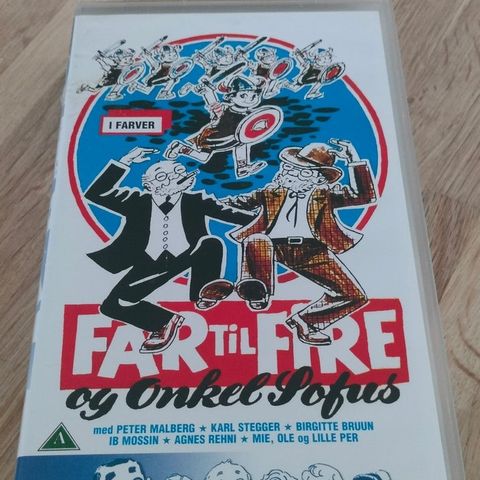 I FARVER
FAR TIL FIRE
og Onkel Sofus
med PETER MALBERG ★ KARL STEGGER ★ BIRGITTE BRUUN
IB MOSSIN ★ AGNES REHNI ★ MIE, OLE og LILLE PER
A